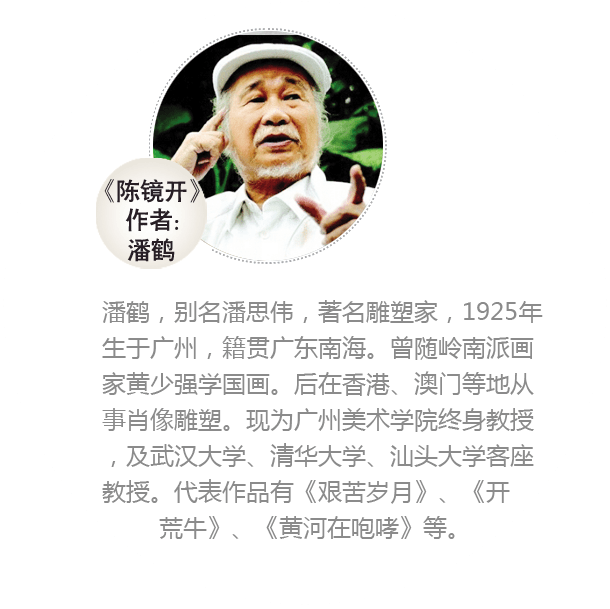 《陈镜开》
作者:
潘鹤
潘鹤，别名潘思伟，著名雕塑家，1925年
生于广州，籍贯广东南海。曾随岭南派画
家黄少强学国画。后在香港、澳门等地从
事肖像雕塑。现为广州美术学院终身教授
，及武汉大学、清华大学、汕头大学客座
教授。代表作品有《艰苦岁月》、《开
荒牛》、《黄河在咆哮》等。